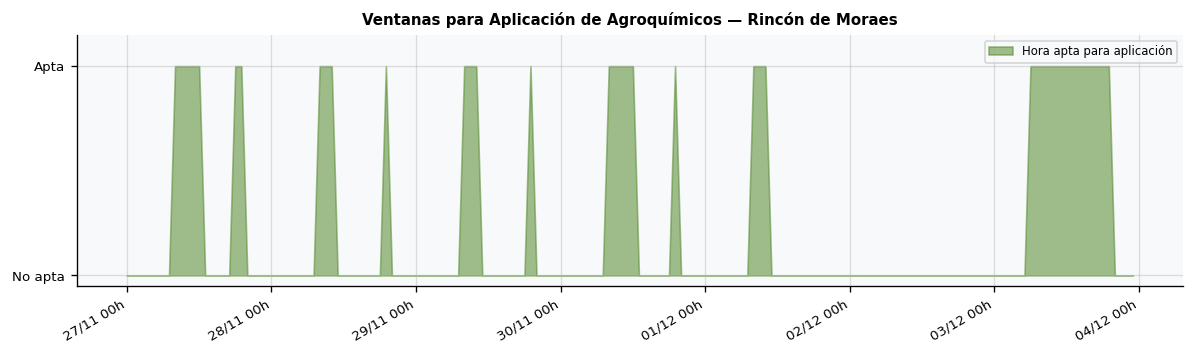 Ventanas para Aplicación de Agroquímicos — Rincón de Moraes
Hora apta para aplicación
Apta
No apta
27/11 00h
28/11 00h
29/11 00h
30/11 00h
01/12 00h
02/12 00h
03/12 00h
04/12 00h